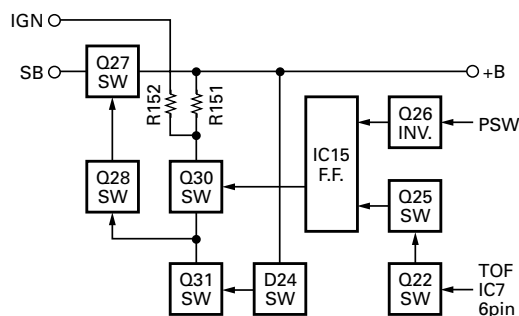 IGN
SB
Q27
SW
R152
R151
+B
Q26
INV.
PSW
IC15
F.F.
Q28
SW
Q30
SW
Q25
SW
Q31
SW
D24
SW
Q22
SW
TOF
IC7
6pin